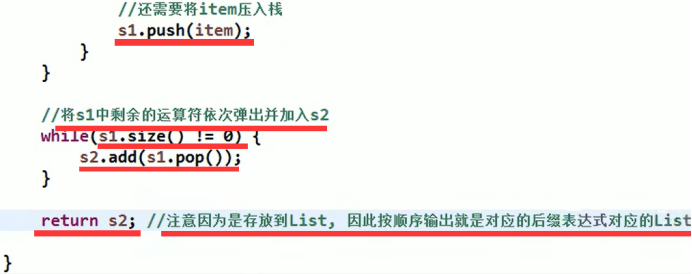 //还需要将item压入栈
s1.push(item);
}
}
//将s1中剩余的运算符依次弹出并加入s2
while(s1.size() != 0) {
s2.add(s1.pop());
}
return s2; //注意因为是存放到List, 因此按顺序输出就是对应的后缀表达式对应的List
}